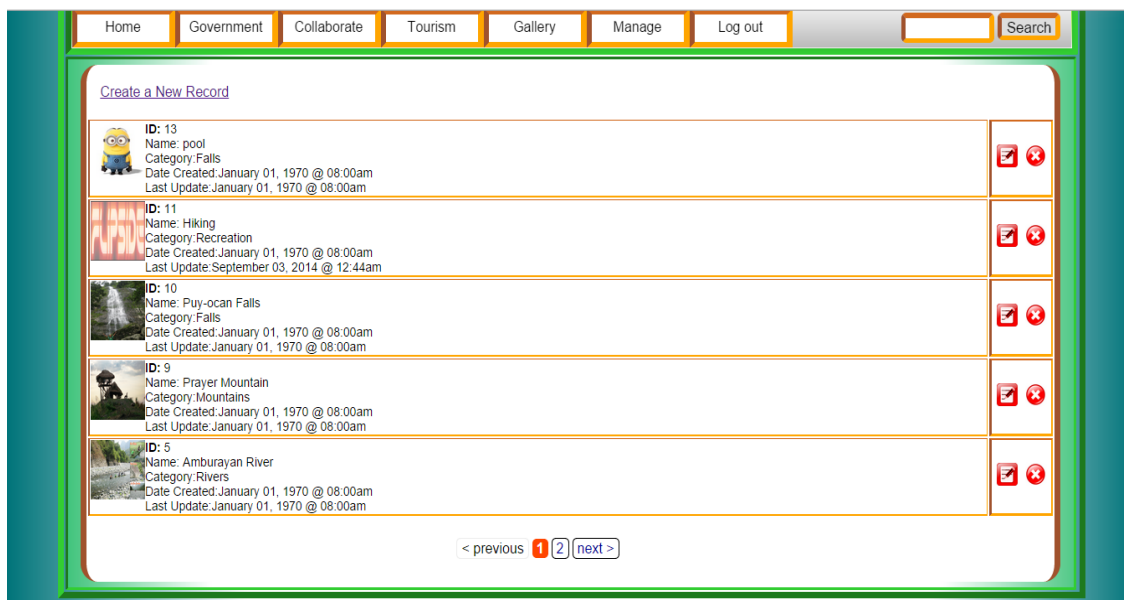 Home Government Collaborate Tourism Gallery Manage Log out Search
Create a New Record
ID: 13
Name: pool
Category:Falls
Date Created:January 01, 1970 @ 08:00am
Last Update:January 01, 1970 @ 08:00am
FLIPSIDE
ID: 11
Name: Hiking
Category:Recreation
Date Created:January 01, 1970 @ 08:00am
Last Update:September 03, 2014 @ 12:44am
ID: 10
Name: Puy-ocan Falls
Category:Falls
Date Created:January 01, 1970 @ 08:00am
Last Update:January 01, 1970 @ 08:00am
ID: 9
Name: Prayer Mountain
Category:Mountains
Date Created:January 01, 1970 @ 08:00am
Last Update:January 01, 1970 @ 08:00am
ID: 5
Name: Amburayan River
Category:Rivers
Date Created:January 01, 1970 @ 08:00am
Last Update:January 01, 1970 @ 08:00am
< previous 1 2 next >